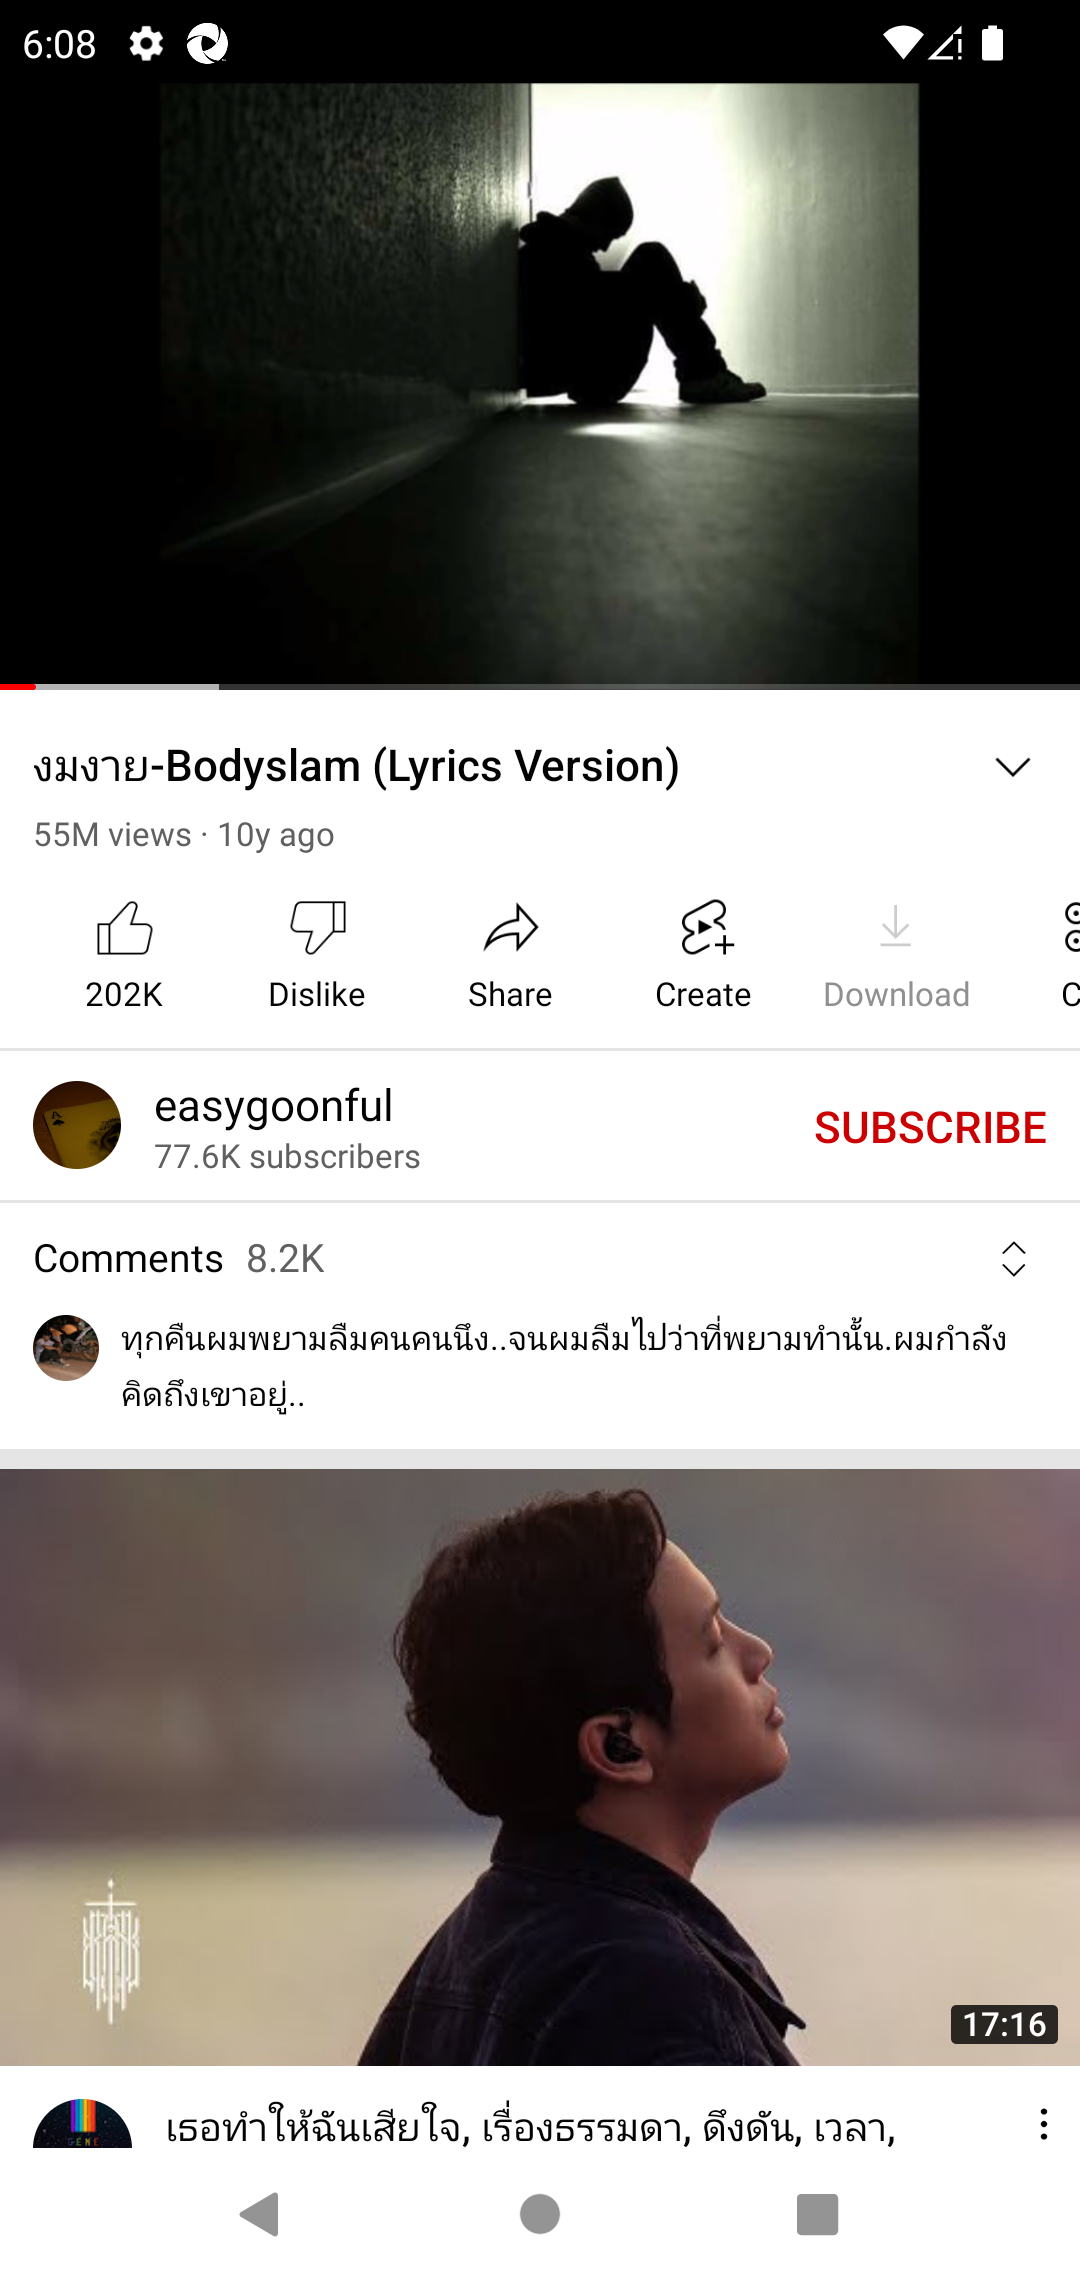 6:08
งมงาย-Bodyslam (Lyrics Version)
55M views · 10y ago
202K
Dislike
Share
Create
Download
C
easygoonful
77.6K subscribers
SUBSCRIBE
Comments 8.2K
ทุกคืนผมพยามลืมคนคนนึง..จนผมลืมไปว่าที่พยามทำนั้น.ผมกำลัง
คิดถึงเขาอยู่..
17:16
GENE
เธอทำให้ฉันเสียใจ, เรื่องธรรมดา, ดึงดัน, เวลา,